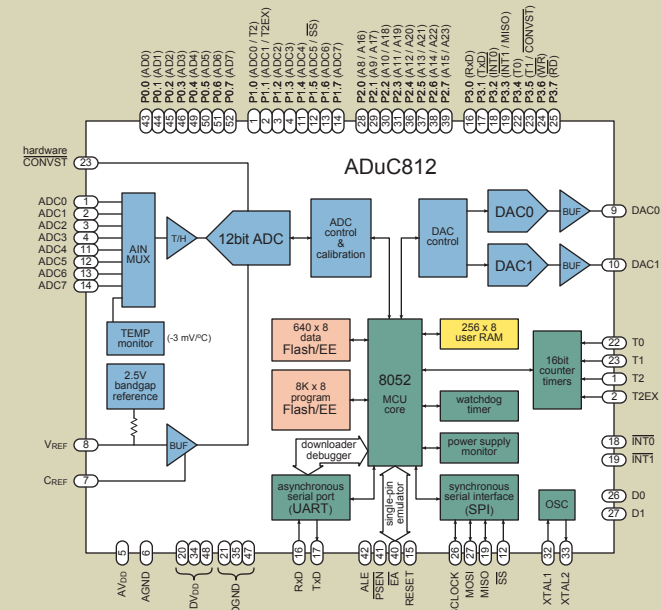 P0.0 (AD0)
P0.1 (AD1)
P0.2 (AD2)
P0.3 (AD3)
P0.4 (AD4)
P0.5 (AD5)
P0.6 (AD6)
P0.7 (AD7)
P1.0 (ADC0 / T2)
P1.1 (ADC1 / T2EX)
P1.2 (ADC2)
P1.3 (ADC3)
P1.4 (ADC4)
P1.5 (ADC5 / SS)
P1.6 (ADC6)
P1.7 (ADC7)
P2.0 (A8 / A16)
P2.1 (A9 / A17)
P2.2 (A10 / A18)
P2.3 (A11 / A19)
P2.4 (A12 / A20)
P2.5 (A13 / A21)
P2.6 (A14 / A22)
P2.7 (A15 / A23)
P3.0 (RxD)
P3.1 (TxD)
P3.2 (INT0)
P3.3 (INT1 / MISO)
P3.4 (T0)
P3.5 (T1 / CONVST)
P3.6 (WR)
P3.7 (RD)
43 44 45 46 49 50 51 52
1 2 3 4 11 12 13 14
28 29 30 31 36 37 38 39
16 17 18 19 22 23 24 25
hardware
CONVST
23
ADuC812
ADC0 1
ADC1 2
ADC2 3
ADC3 4
ADC4 11
ADC5 12
ADC6 13
ADC7 14
AIN
MUX
T/H
12bit ADC
ADC
control
&
calibration
DAC
control
DAC0
BUF
9 DAC0
DAC1
BUF
10 DAC1
TEMP
monitor
(-3 mV/ºC)
2.5V
bandgap
reference
640 x 8
data
Flash/EE
8K x 8
program
Flash/EE
8052
MCU
core
256 x 8
user RAM
watchdog
timer
power supply
monitor
16bit
counter
timers
22 T0
23 T1
1 T2
2 T2EX
18 INT0
19 INT1
26 D0
27 D1
VREF 8
BUF
CREF 7
downloader
debugger
asynchronous
serial port
(UART)
single-pin
emulator
synchronous
serial interface
(SPI)
OSC
5 6 20 34 48 21 35 47
16 17 42 41 40 15
26 27 19 12 32 33
AVDD
AGND
DVDD
DGND
RxD
TxD
ALE
PSEN
EA
RESET
SCLOCK
MOSI
MISO
SS
XTAL1
XTAL2